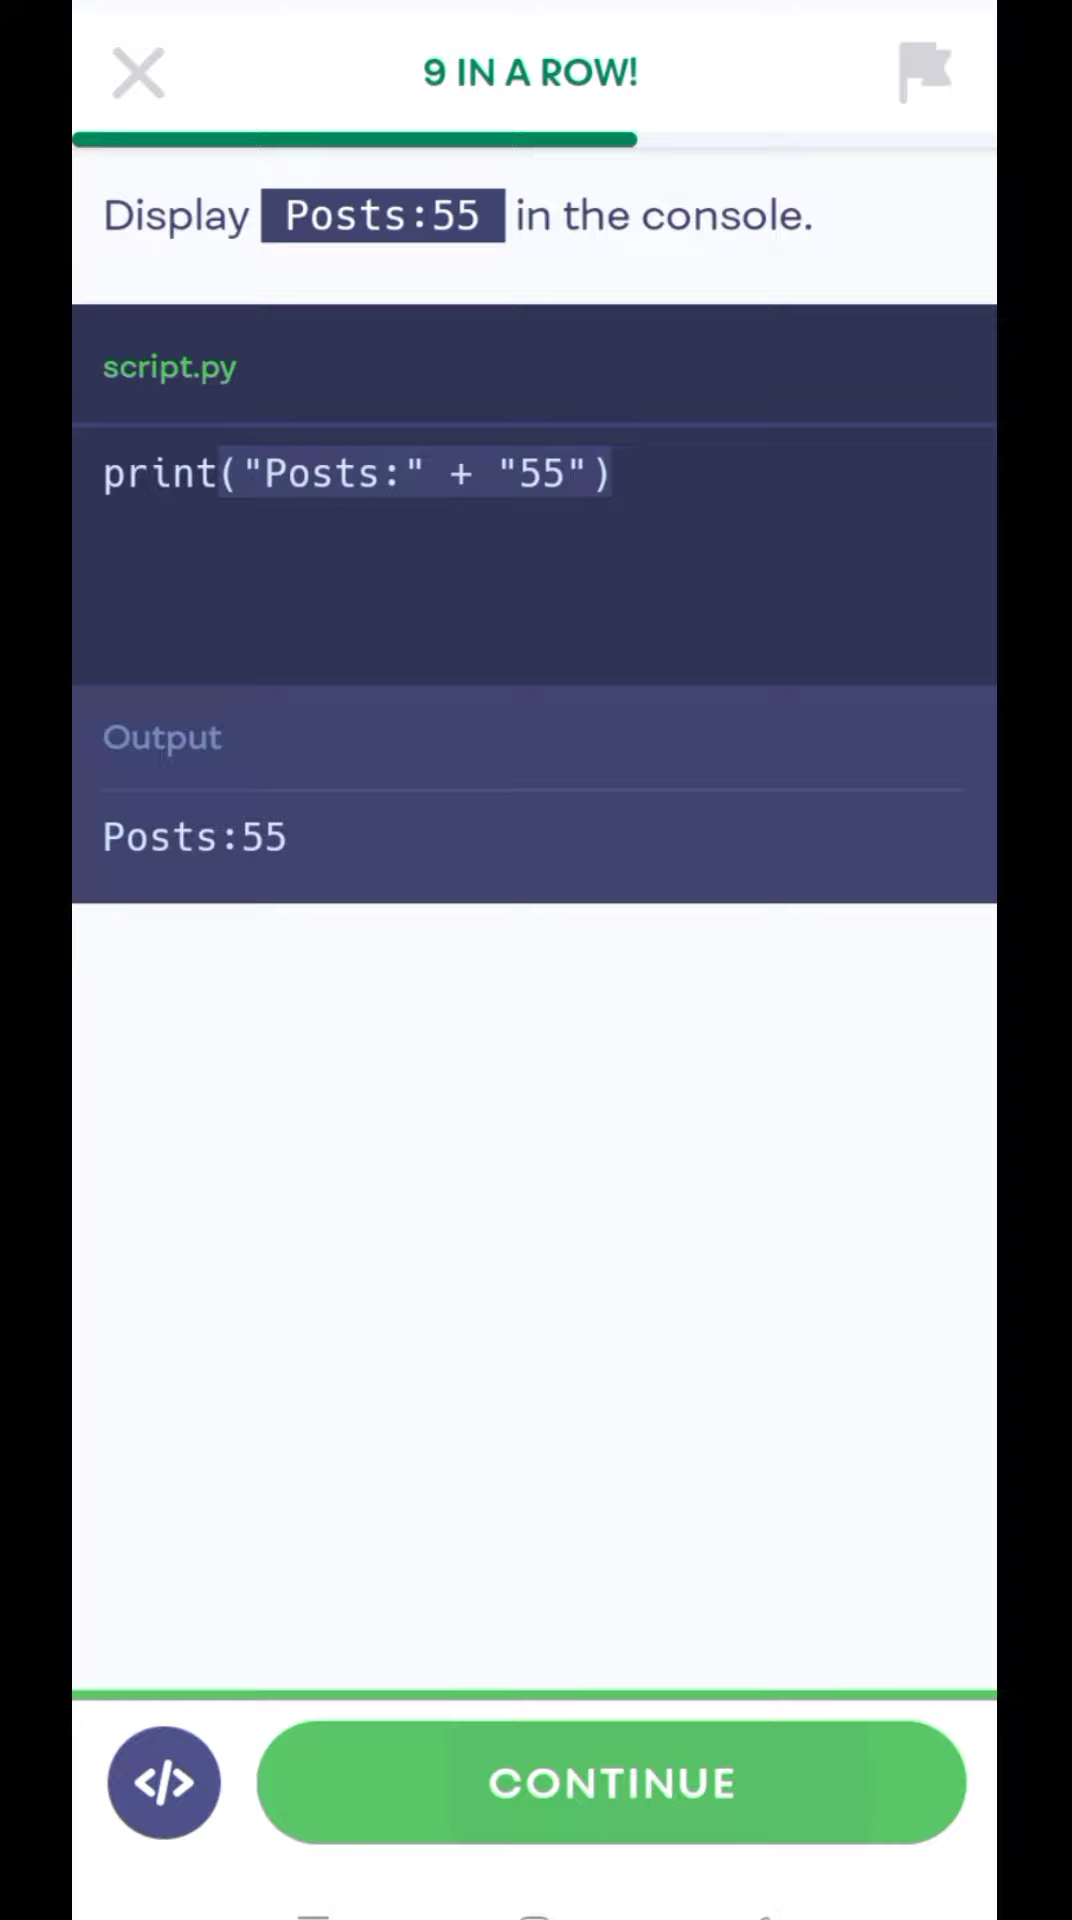 9 IN A ROW!
Display Posts:55 in the console.
script.py
print("Posts:" + "55")
Output
Posts:55
</>
CONTINUE